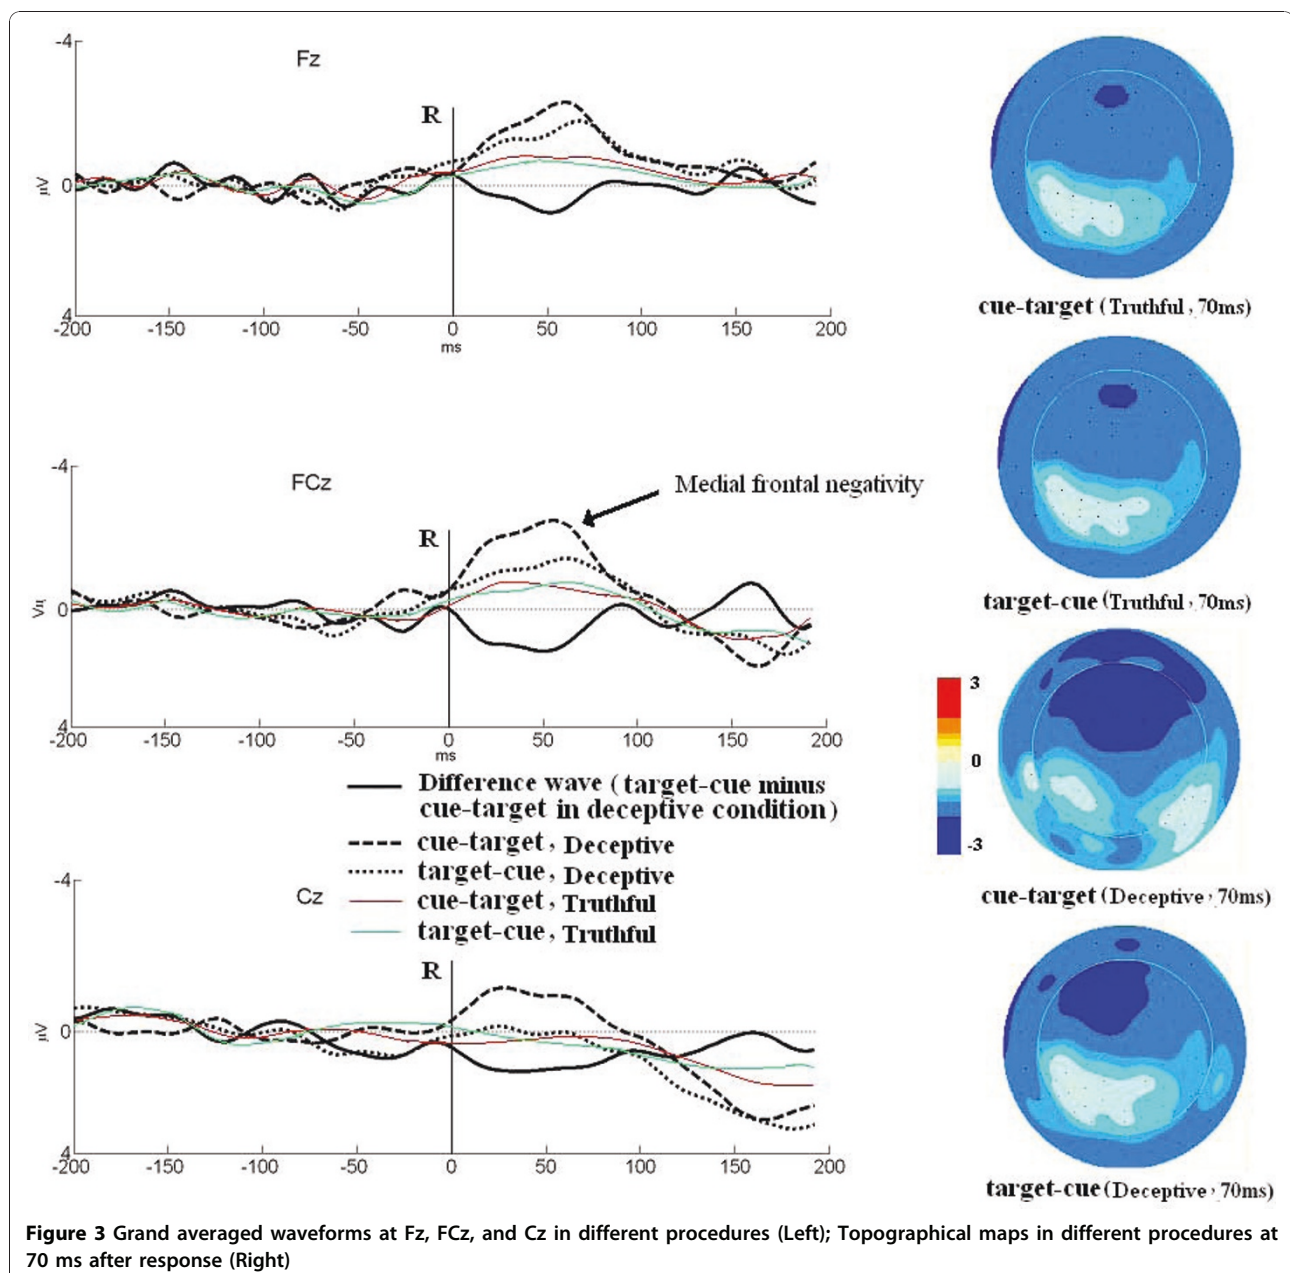 -4
Fz
R
μV
0
4
-200 -150 -100 -50 0 50 100 150 200
ms
cue-target (Truthful, 70ms)
-4
FCz
Medial frontal negativity
R
μV
0
4
-200 -150 -100 -50 0 50 100 150 200
ms
target-cue (Truthful, 70ms)
3
0
-3
Difference wave (target-cue minus
cue-target in deceptive condition)
cue-target, Deceptive
target-cue, Deceptive
cue-target, Truthful
target-cue, Truthful
cue-target (Deceptive, 70ms)
-4
Cz
R
μV
0
4
-200 -150 -100 -50 0 50 100 150 200
target-cue (Deceptive, 70ms)
Figure 3 Grand averaged waveforms at Fz, FCz, and Cz in different procedures (Left); Topographical maps in different procedures at
70 ms after response (Right)